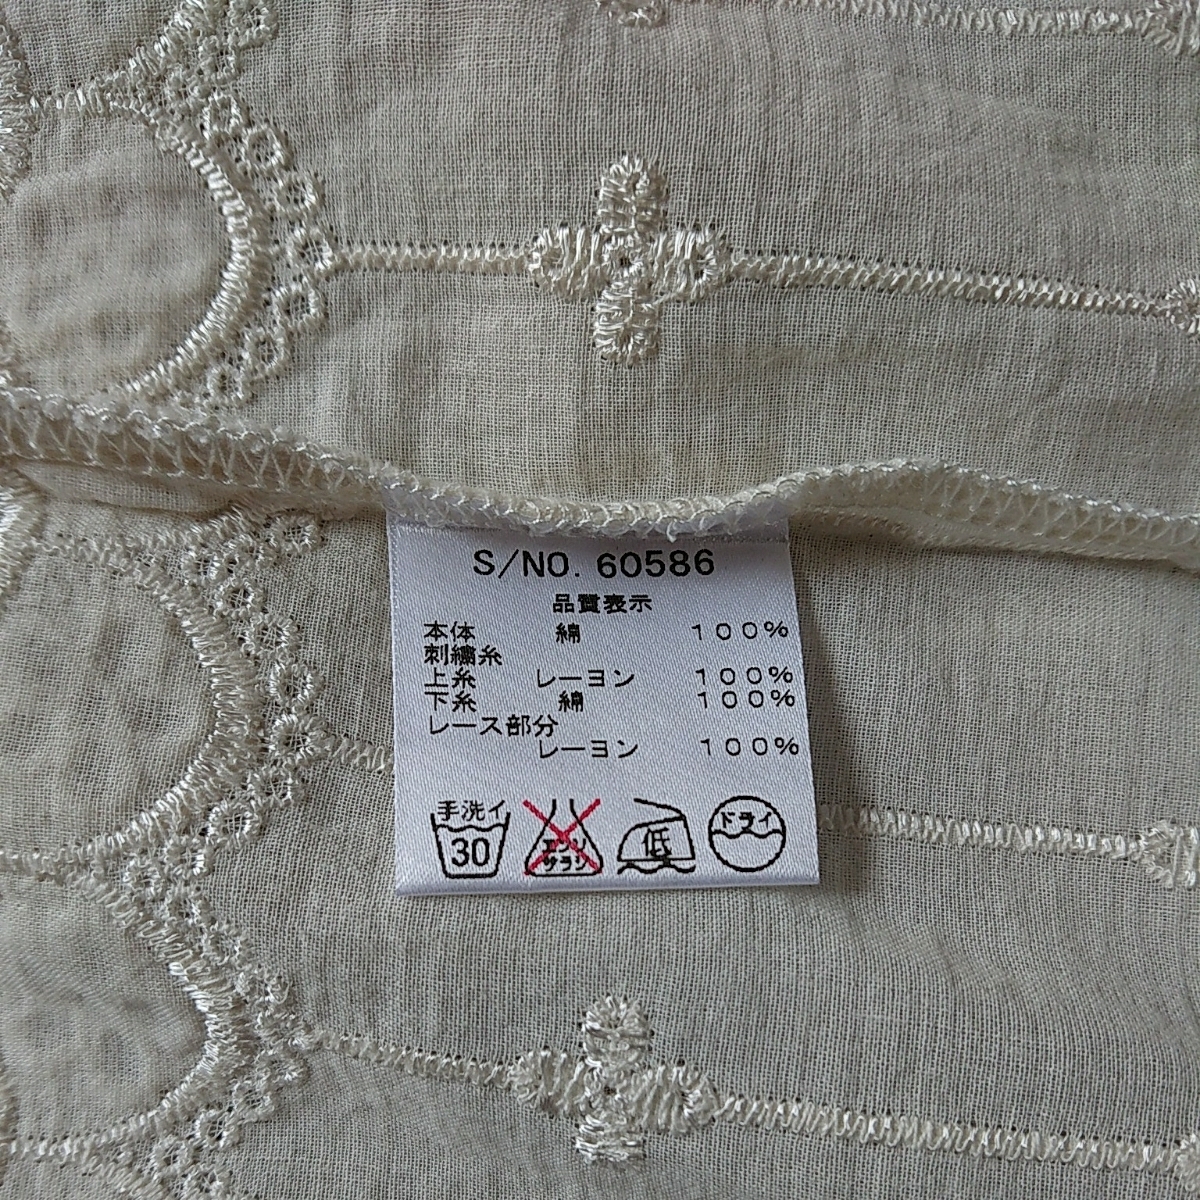 S/NO. 60586
品質表示
本体 綿 100%
刺繍糸
上糸 レーヨン 100%
下糸 綿 100%
レース部分
レーヨン 100%
手洗イ
30
エンソ
サラシ
低
ドライ